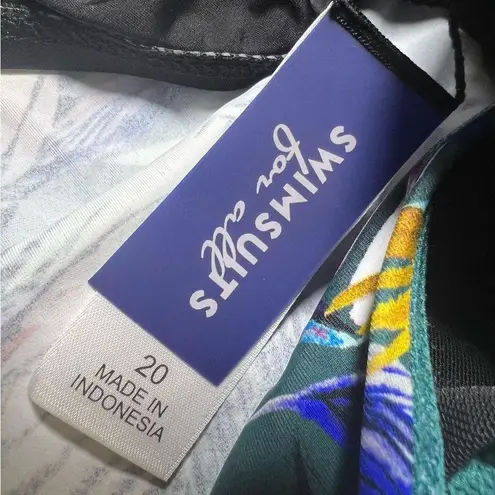 SWIMSUITS
for all
20
MADE IN
INDONESIA